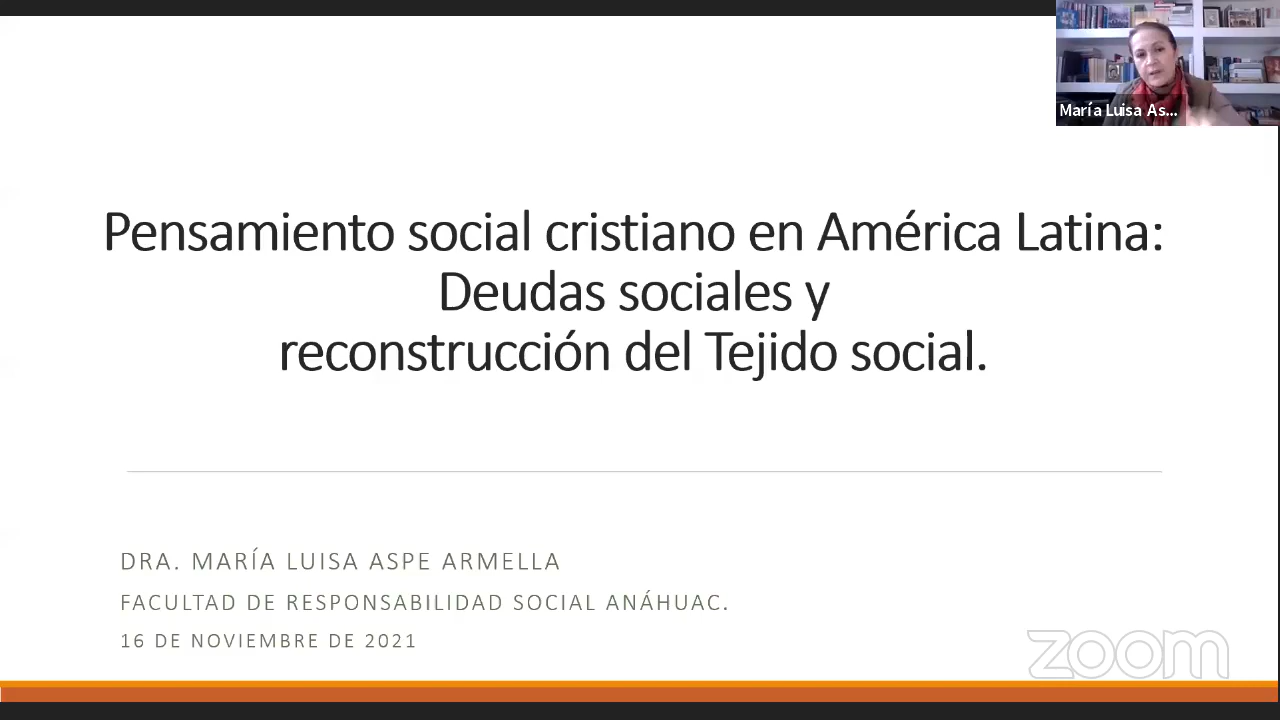 María Luisa As...
Pensamiento social cristiano en América Latina:
Deudas sociales y
reconstrucción del Tejido social.
DRA. MARÍA LUISA ASPE ARMELLA
FACULTAD DE RESPONSABILIDAD SOCIAL ANÁHUAC.
16 DE NOVIEMBRE DE 2021
zoom